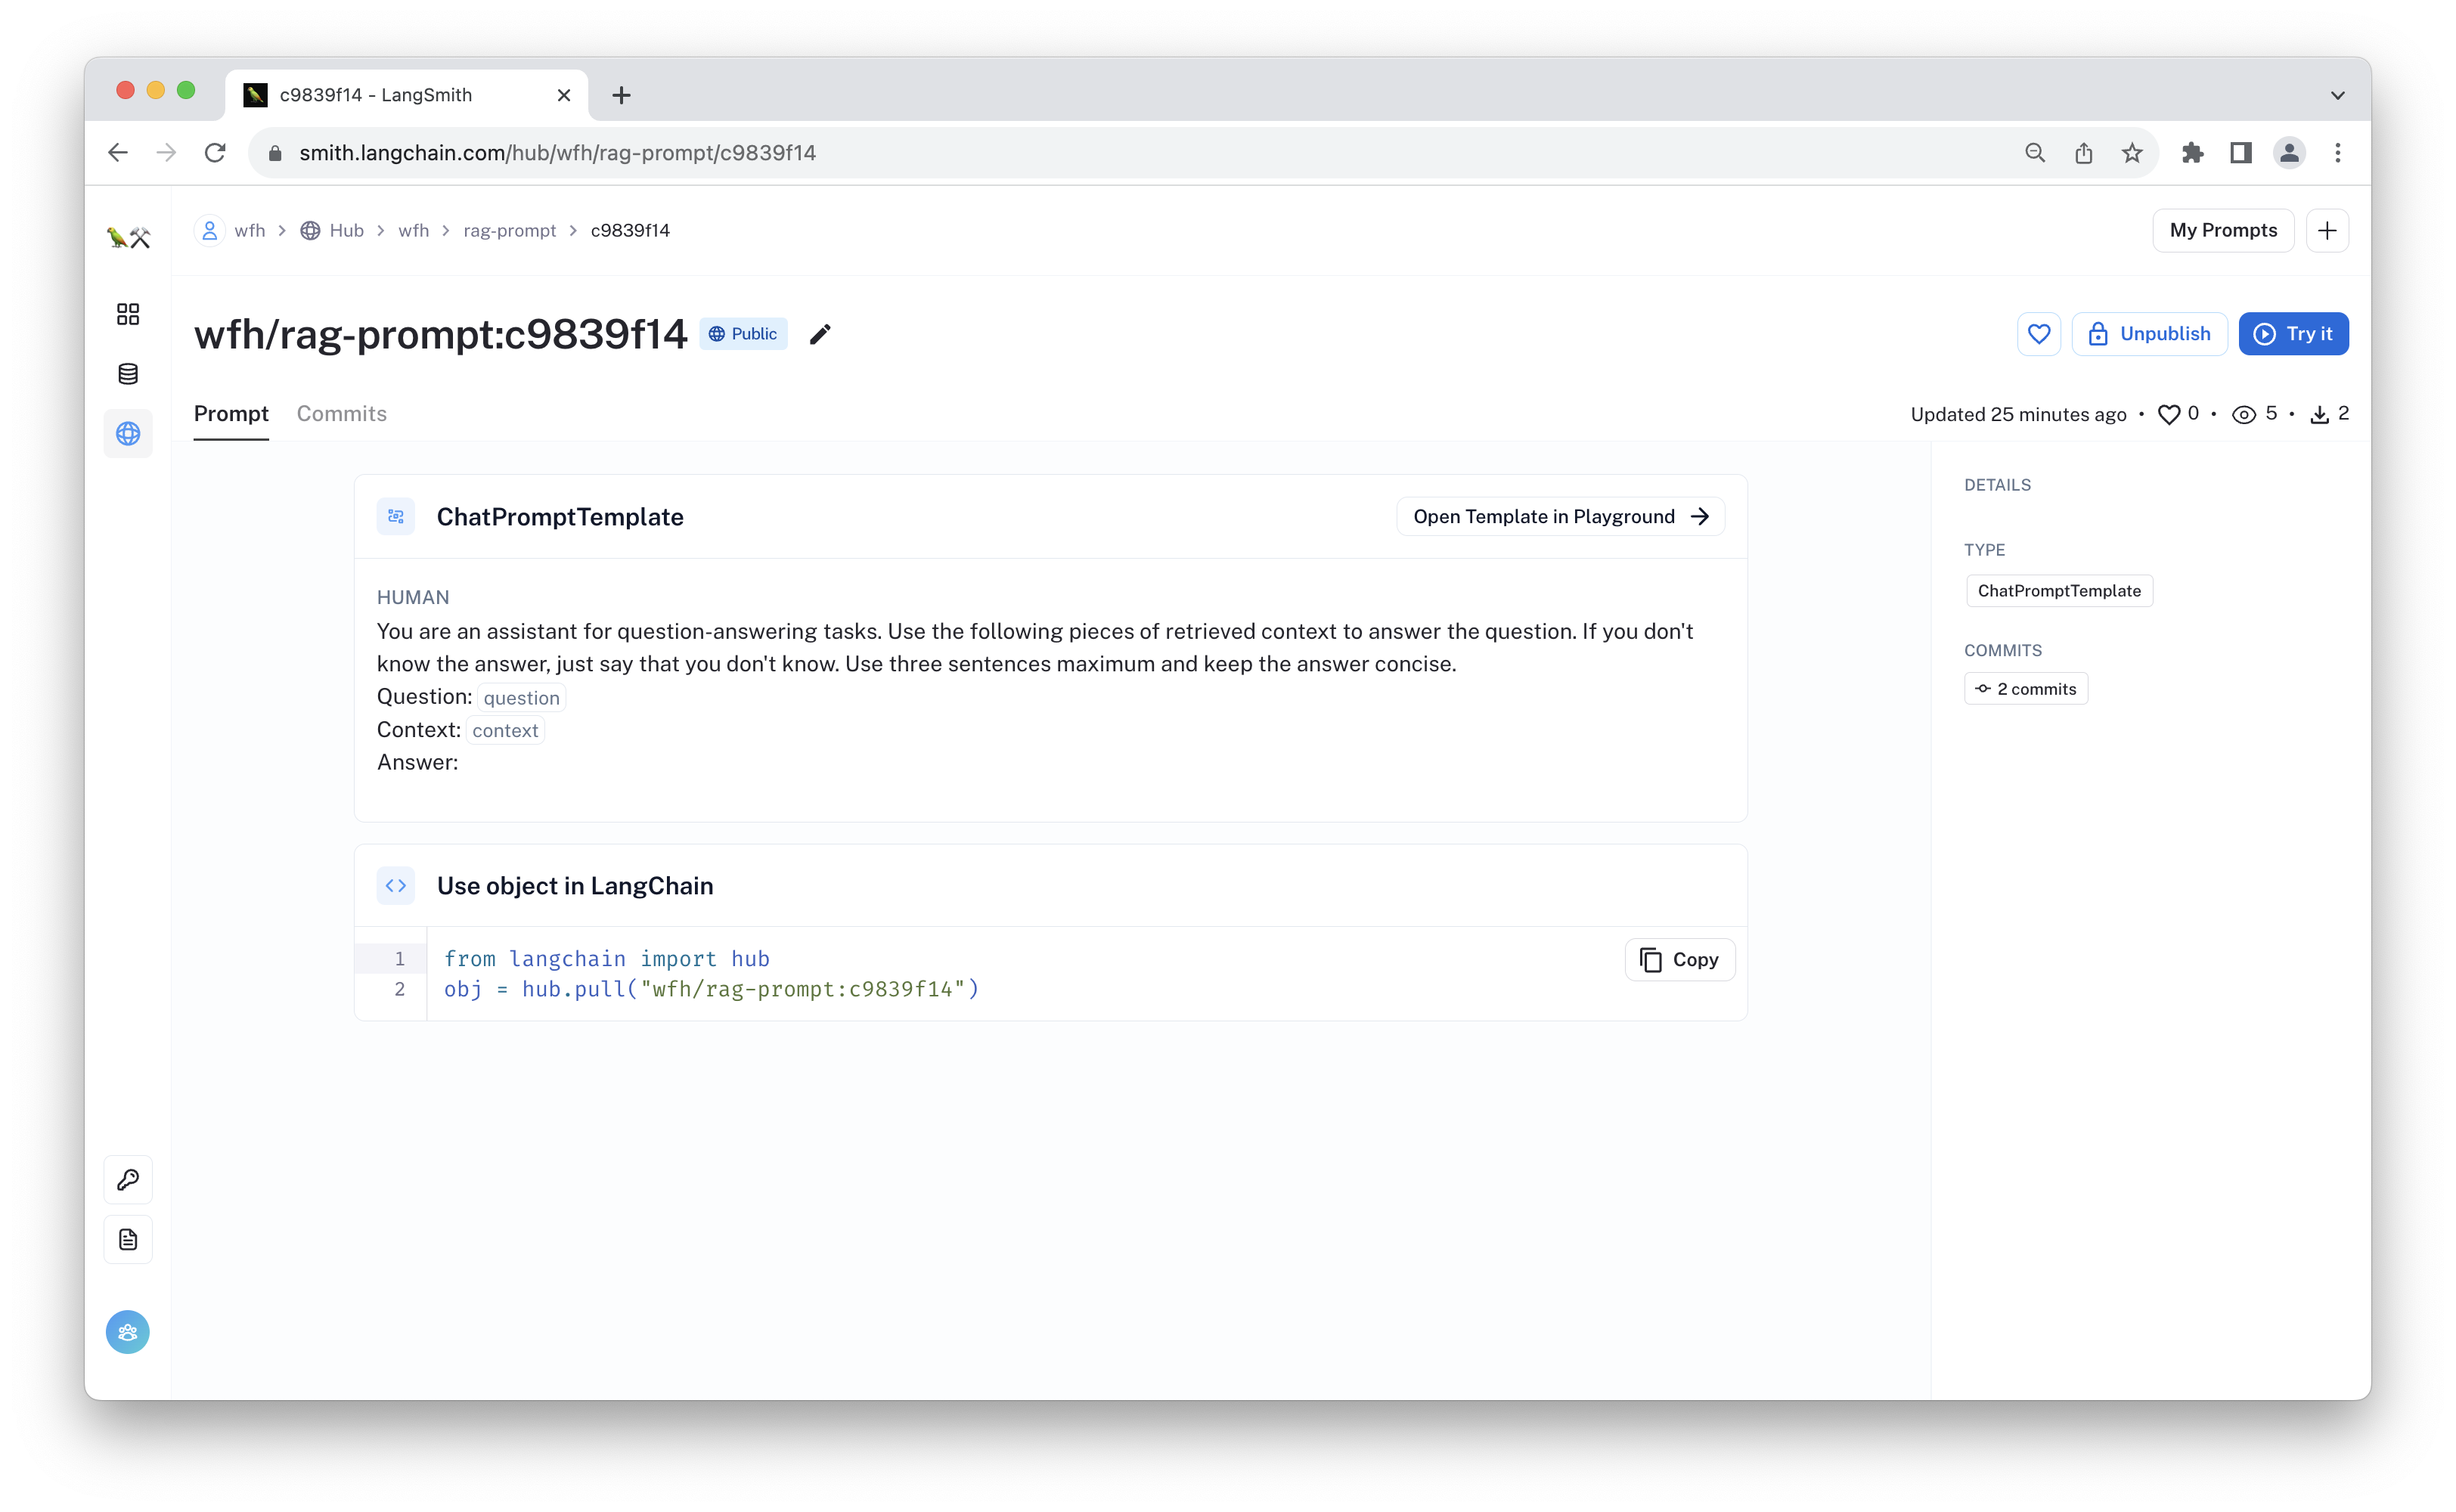 c9839f14 - LangSmith
smith.langchain.com/hub/wfh/rag-prompt/c9839f14
wfh > Hub > wfh > rag-prompt > c9839f14
My Prompts
wfh/rag-prompt:c9839f14
Public
Unpublish
Try it
Prompt
Commits
Updated 25 minutes ago • 0 • 5 • 2
ChatPromptTemplate
Open Template in Playground
HUMAN
You are an assistant for question-answering tasks. Use the following pieces of retrieved context to answer the question. If you don't
know the answer, just say that you don't know. Use three sentences maximum and keep the answer concise.
Question: question
Context: context
Answer:
Use object in LangChain
1 from langchain import hub
2 obj = hub.pull("wfh/rag-prompt:c9839f14")
Copy
DETAILS
TYPE
ChatPromptTemplate
COMMITS
2 commits